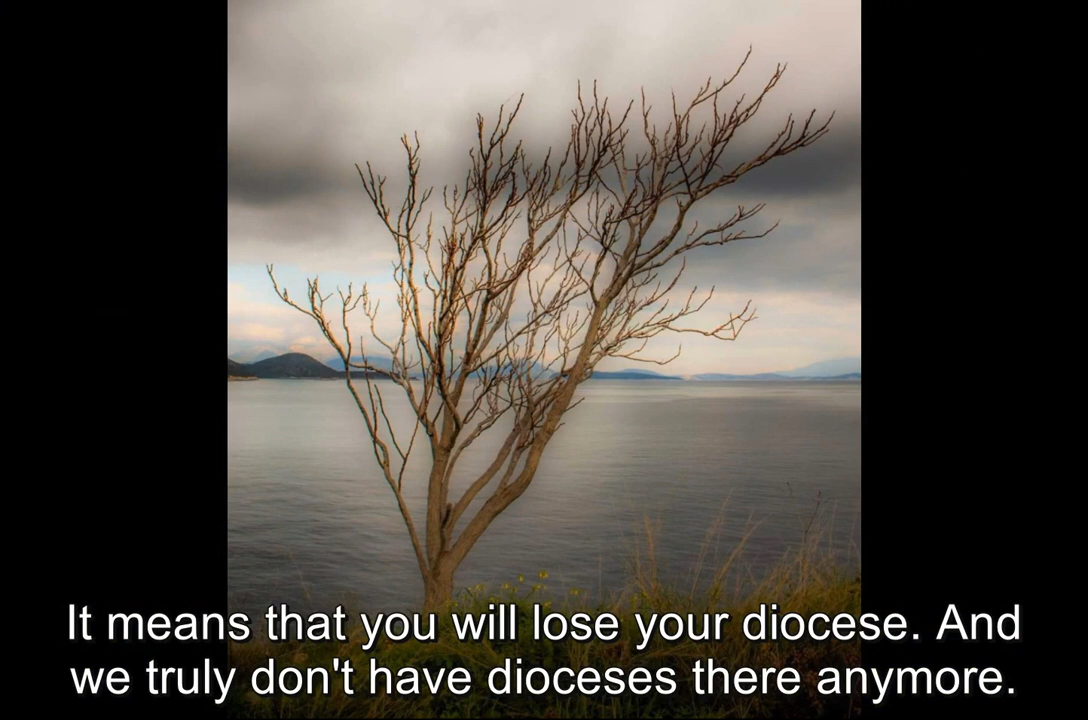 It means that you will lose your diocese. And
we truly don't have dioceses there anymore.